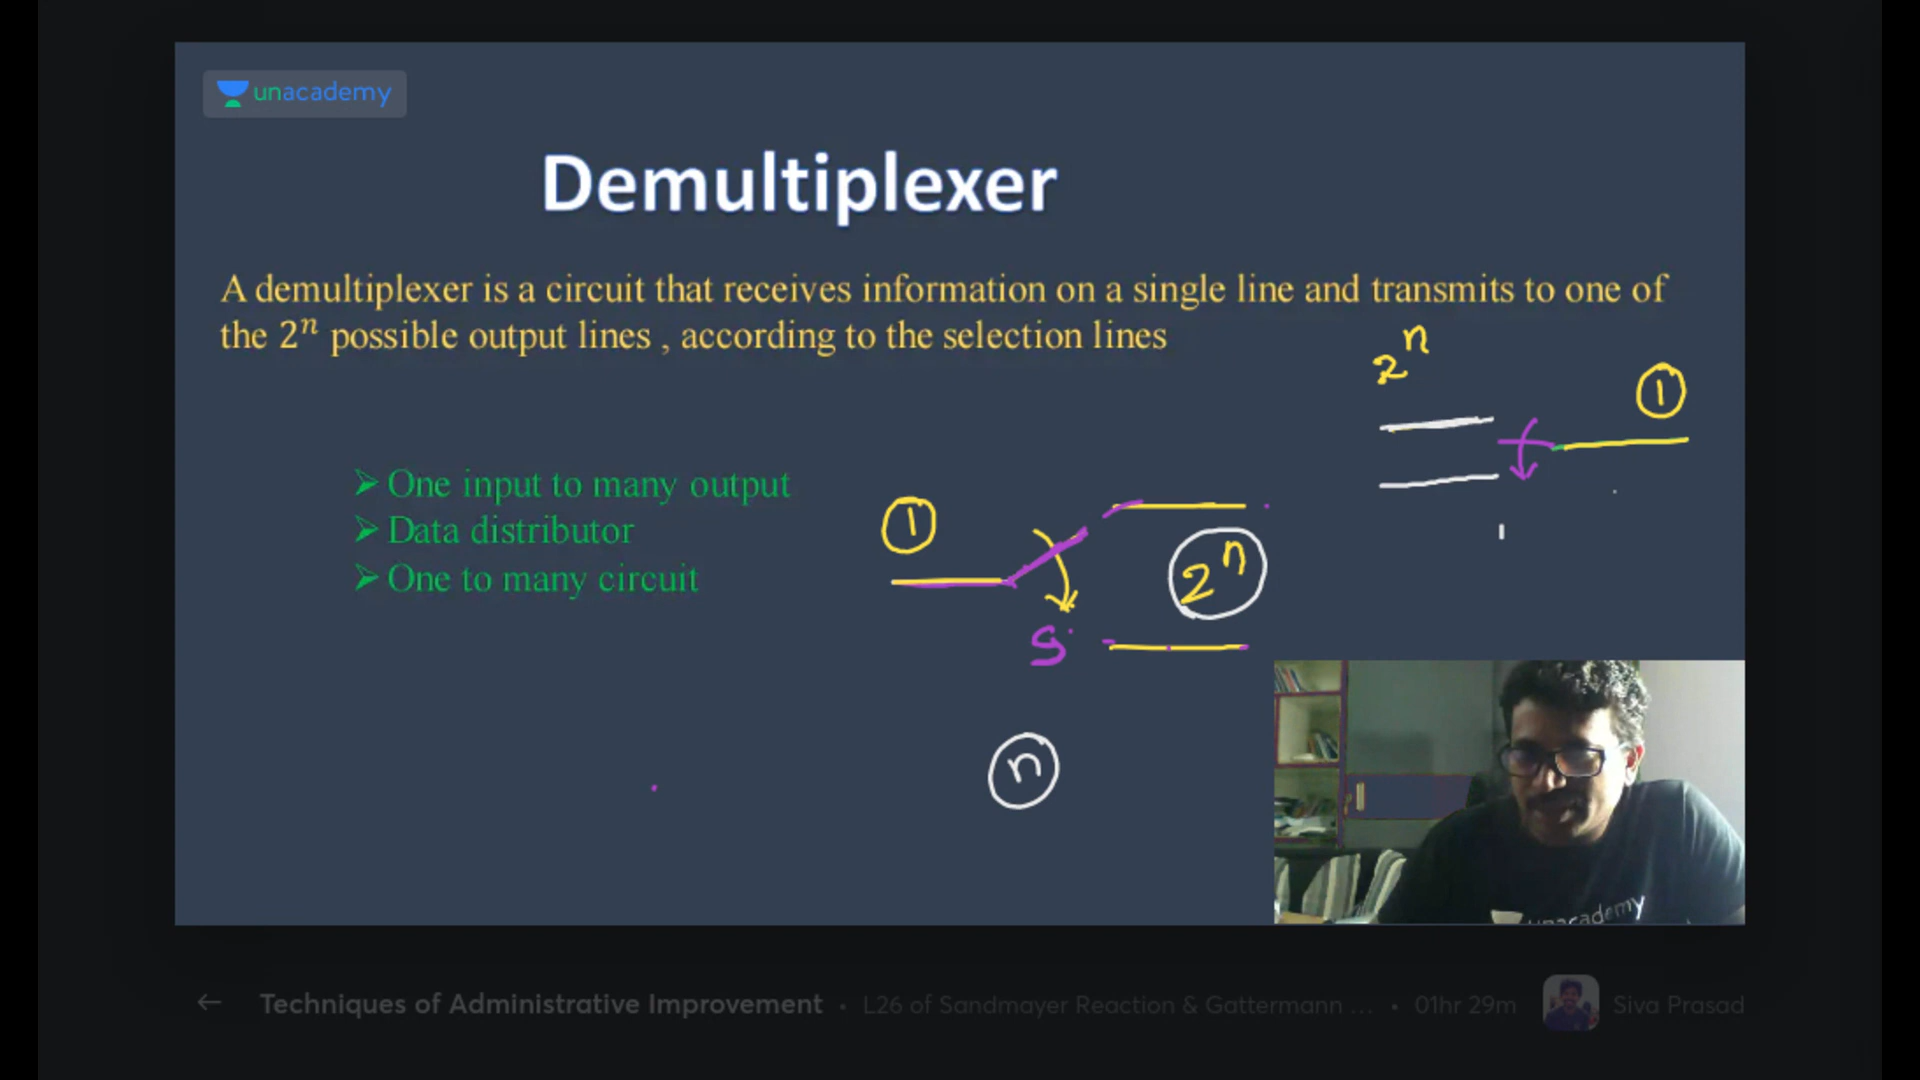 unacademy
Demultiplexer
A demultiplexer is a circuit that receives information on a single line and transmits to one of
the 2ⁿ possible output lines , according to the selection lines
2ⁿ
1
➢ One input to many output
➢ Data distributor
➢ One to many circuit
1
2ⁿ
S
n
unacademy
← Techniques of Administrative Improvement • L26 of Sandmayer Reaction & Gattermann ... • 01hr 29m Siva Prasad